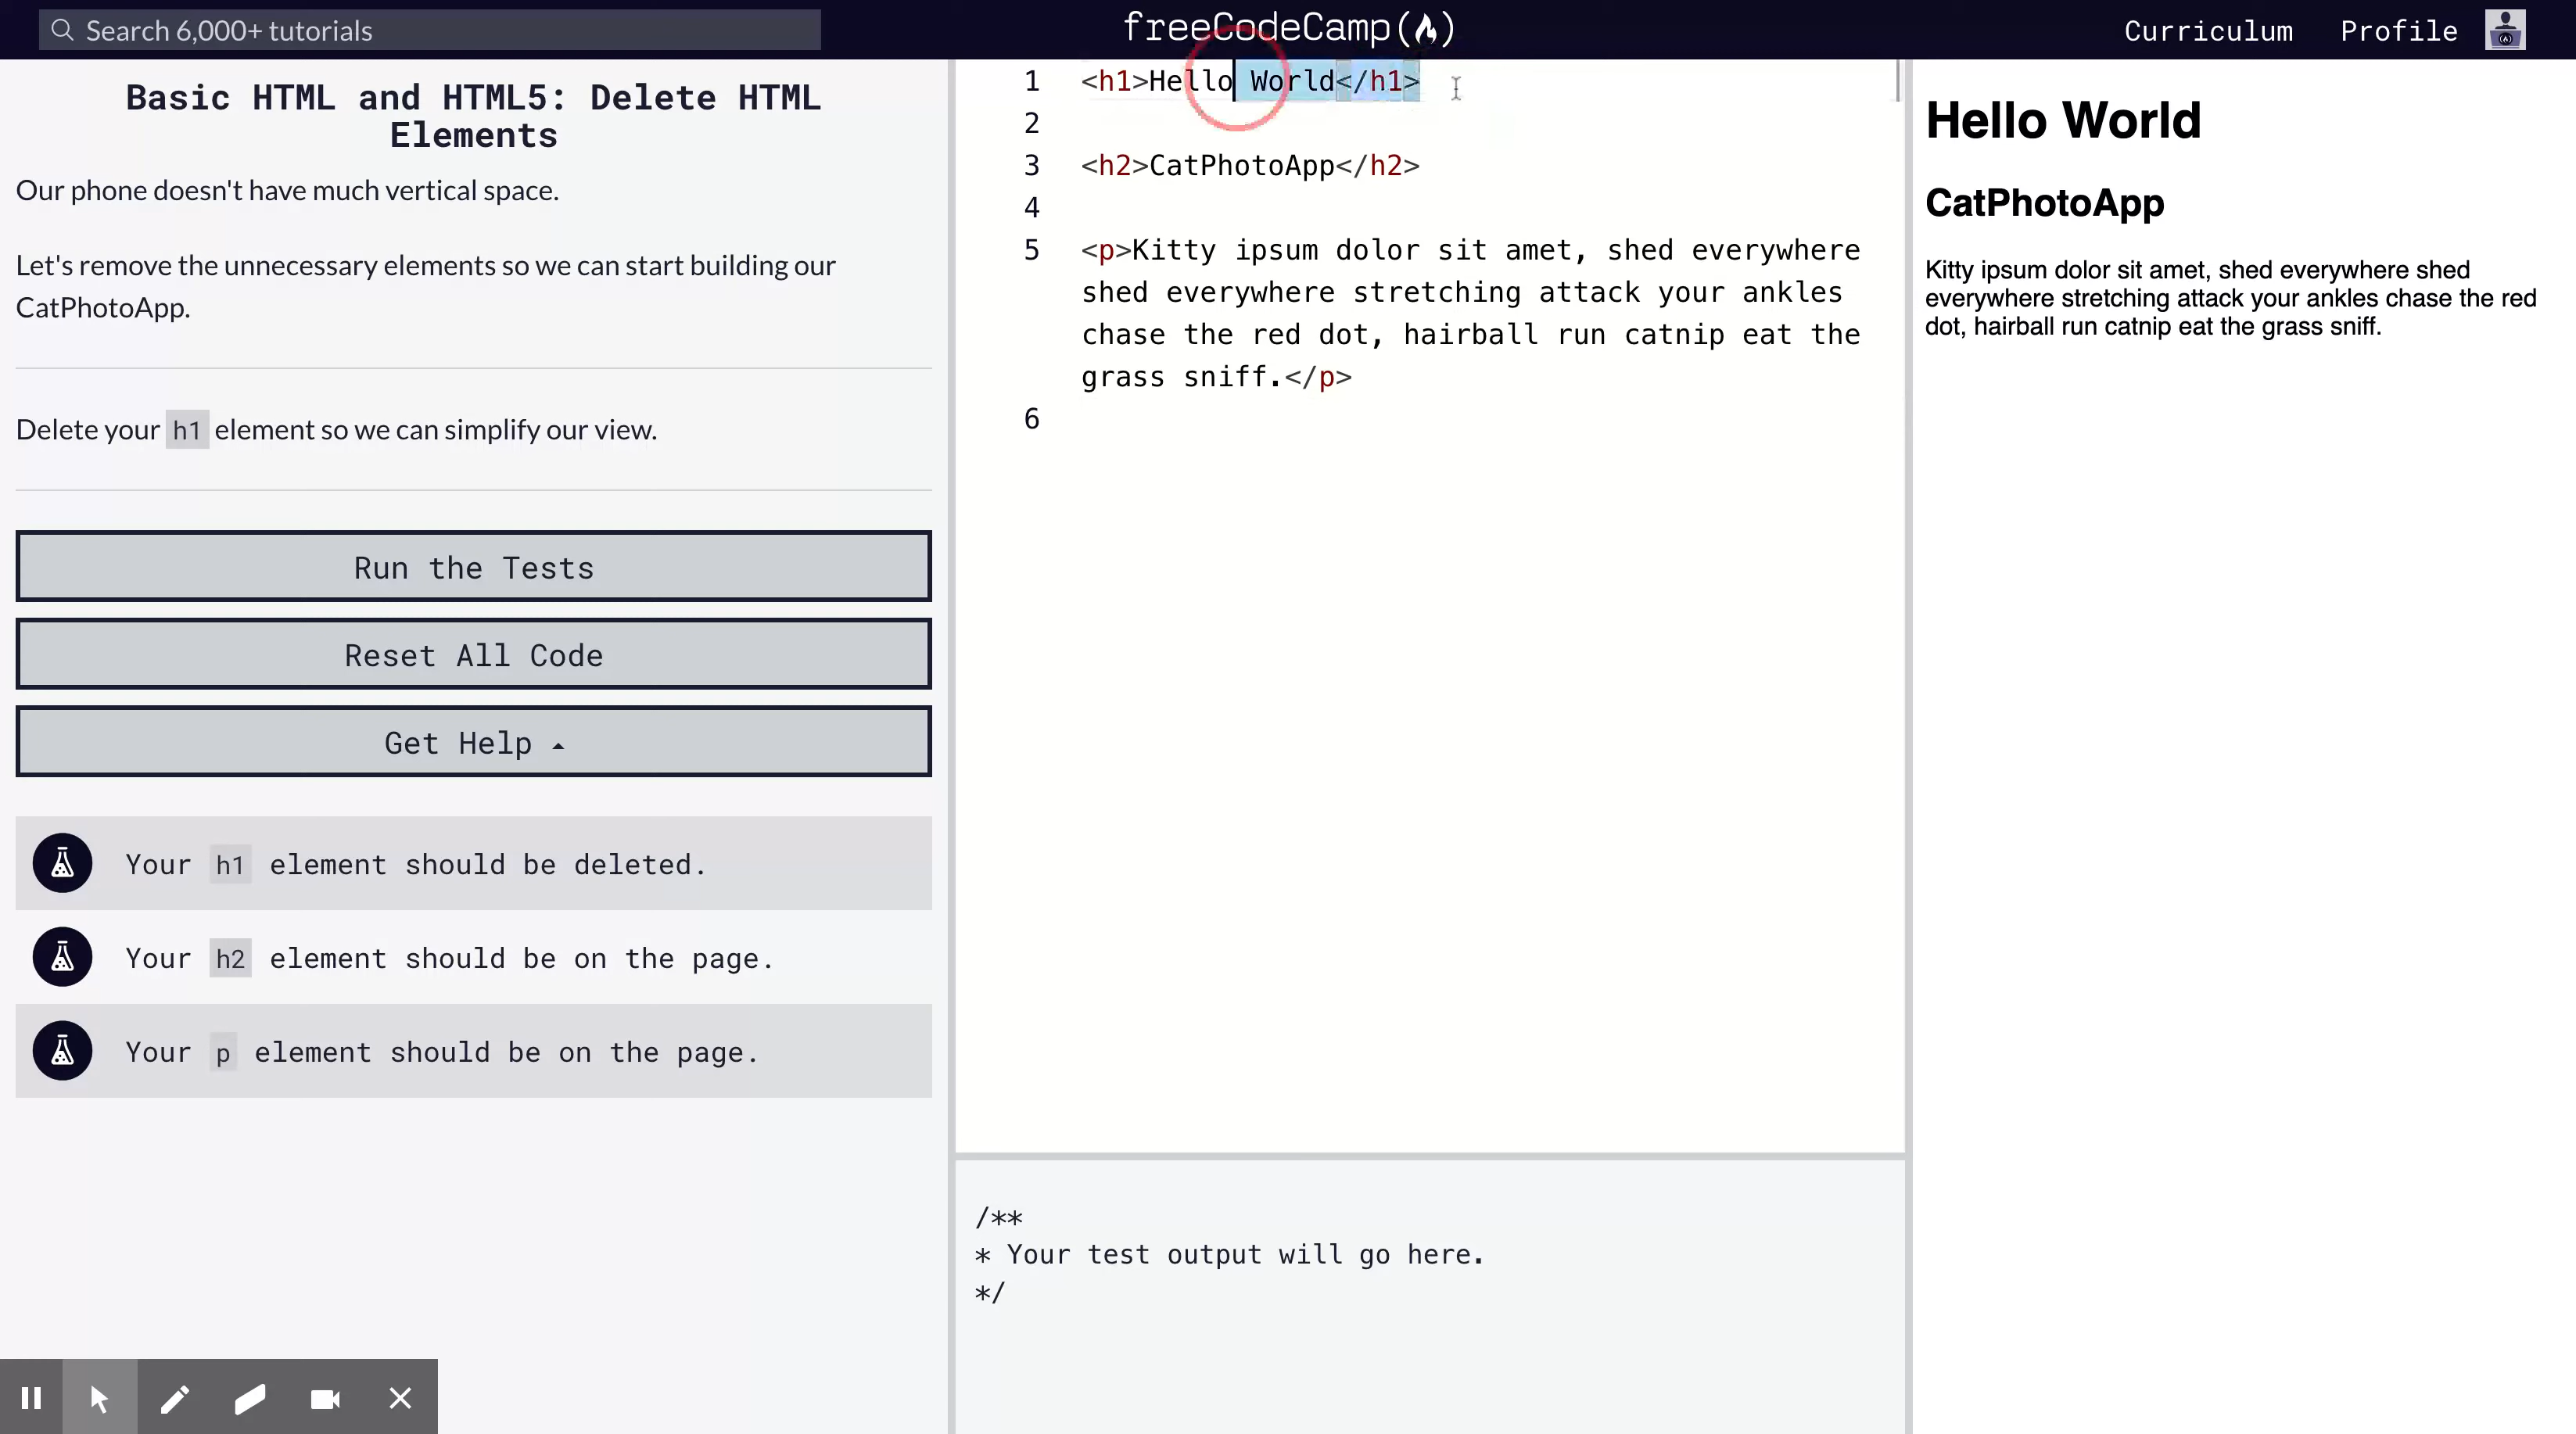 Search 6,000+ tutorials
freeCodeCamp
Curriculum
Profile
Basic HTML and HTML5: Delete HTML
Elements
Our phone doesn't have much vertical space.
Let's remove the unnecessary elements so we can start building our
CatPhotoApp.
Delete your h1 element so we can simplify our view.
Run the Tests
Reset All Code
Get Help
Your h1 element should be deleted.
Your h2 element should be on the page.
Your p element should be on the page.
1 <h1>Hello World</h1>
2
3 <h2>CatPhotoApp</h2>
4
5 <p>Kitty ipsum dolor sit amet, shed everywhere
shed everywhere stretching attack your ankles
chase the red dot, hairball run catnip eat the
grass sniff.</p>
6
/**
* Your test output will go here.
*/
Hello World
CatPhotoApp
Kitty ipsum dolor sit amet, shed everywhere shed
everywhere stretching attack your ankles chase the red
dot, hairball run catnip eat the grass sniff.